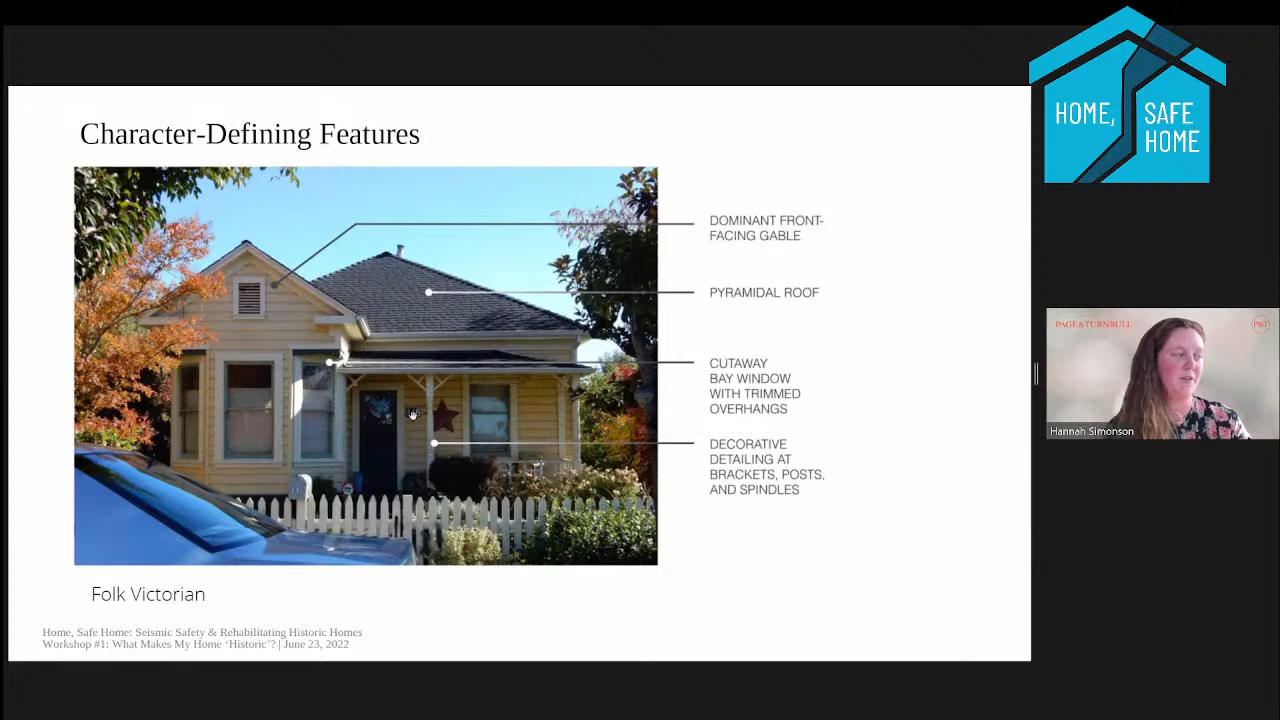 Character-Defining Features
DOMINANT FRONT-
FACING GABLE
PYRAMIDAL ROOF
CUTAWAY
BAY WINDOW
WITH TRIMMED
OVERHANGS
DECORATIVE
DETAILING AT
BRACKETS, POSTS,
AND SPINDLES
Folk Victorian
Home, Safe Home: Seismic Safety & Rehabilitating Historic Homes
Workshop #1: What Makes My Home ‘Historic’? | June 23, 2022
HOME, SAFE
HOME
PAGE & TURNBULL
P&T
Hannah Simonson